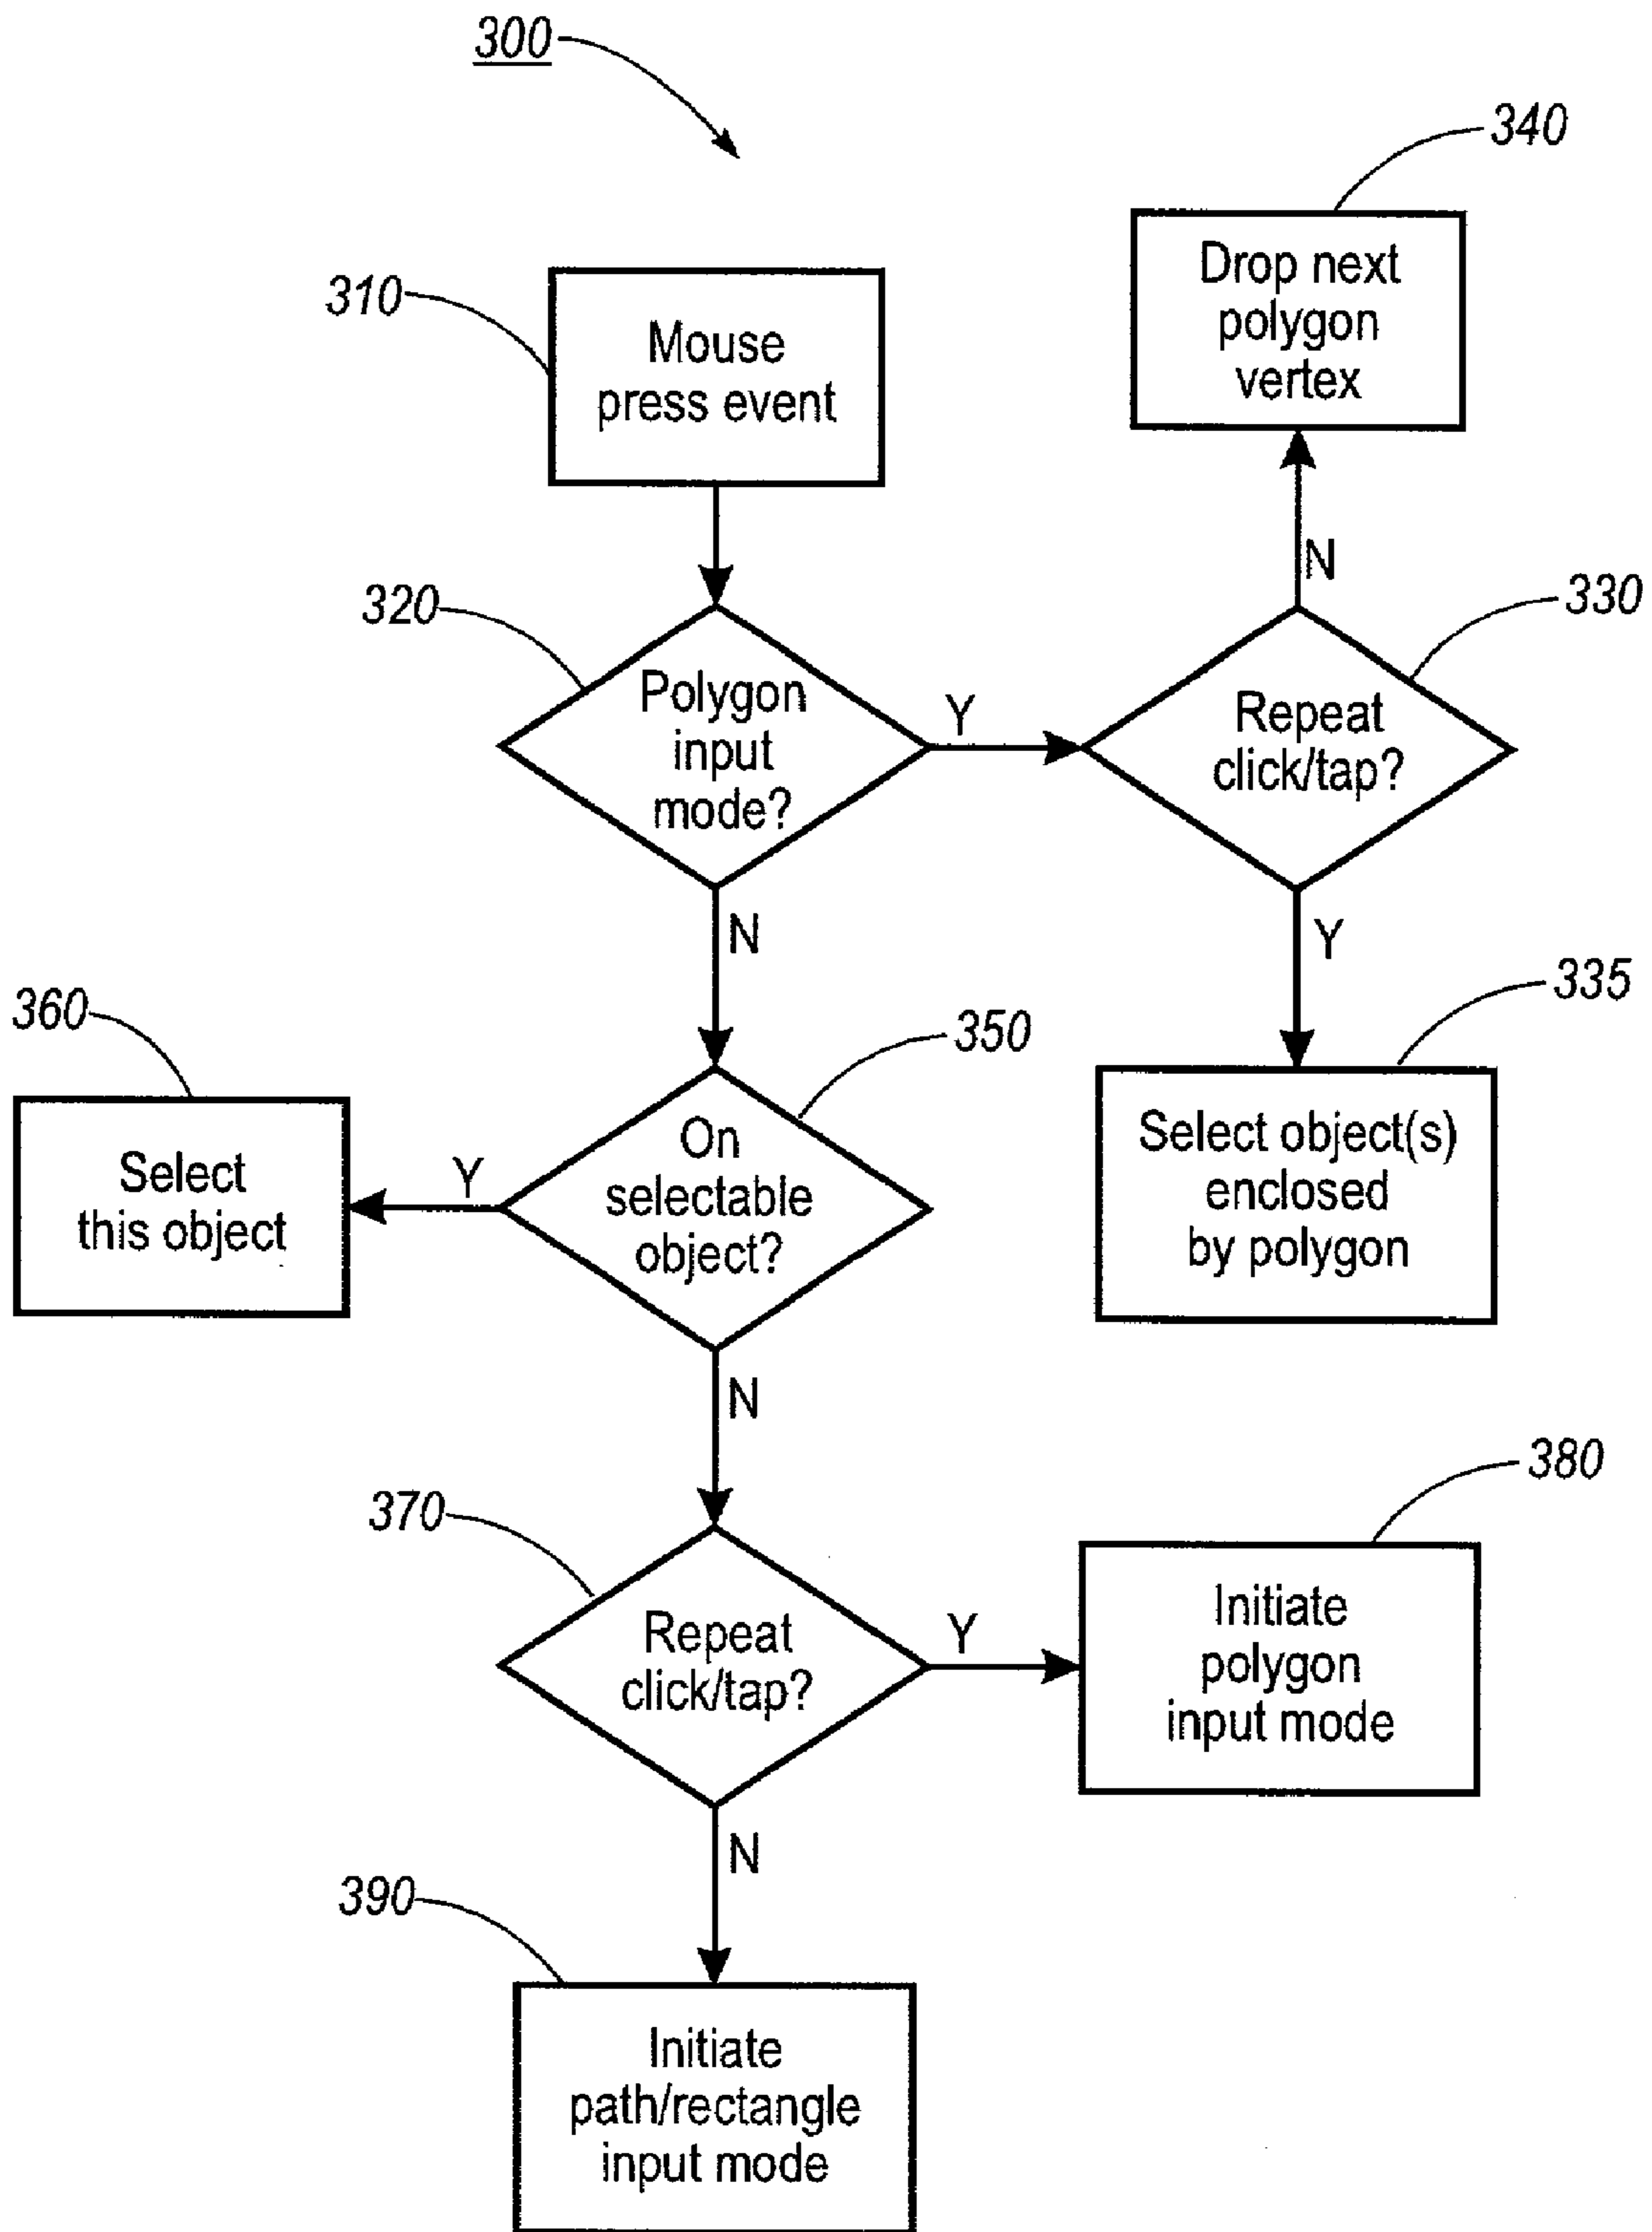 300
340
Drop next
polygon
vertex
310
Mouse
press event
N
320
330
Polygon
input
mode?
Y
Repeat
click/tap?
N
Y
360
350
335
Select
this object
Y
On
selectable
object?
Select object(s)
enclosed
by polygon
N
370
380
Repeat
click/tap?
Y
Initiate
polygon
input mode
N
390
Initiate
path/rectangle
input mode